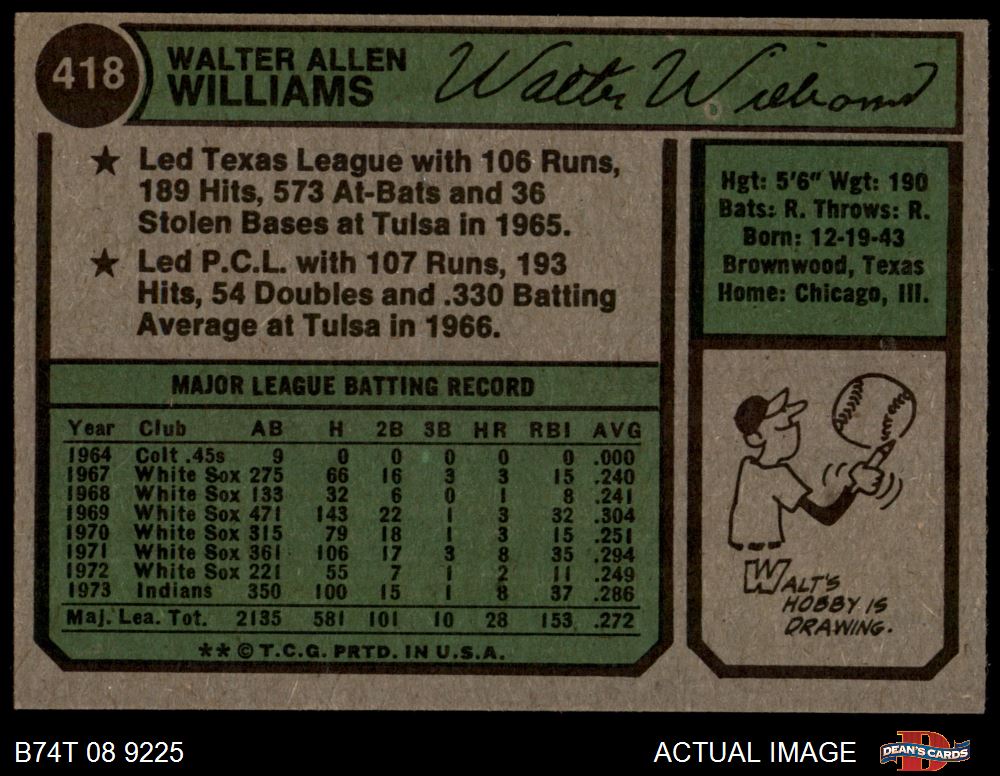 418
WALTER ALLEN
WILLIAMS
Walter Williams
★ Led Texas League with 106 Runs,
189 Hits, 573 At-Bats and 36
Stolen Bases at Tulsa in 1965.
★ Led P.C.L. with 107 Runs, 193
Hits, 54 Doubles and .330 Batting
Average at Tulsa in 1966.
Hgt: 5'6" Wgt: 190
Bats: R. Throws: R.
Born: 12-19-43
Brownwood, Texas
Home: Chicago, Ill.
MAJOR LEAGUE BATTING RECORD
Year Club AB H 2B 3B HR RBI AVG
1964 Colt .45s 9 0 0 0 0 0 .000
1967 White Sox 275 66 16 3 3 15 .240
1968 White Sox 133 32 6 0 1 8 .241
1969 White Sox 471 143 22 1 3 32 .304
1970 White Sox 315 79 18 1 3 15 .251
1971 White Sox 361 106 17 3 8 35 .294
1972 White Sox 221 55 7 1 2 11 .249
1973 Indians 350 100 15 1 8 37 .286
Maj. Lea. Tot. 2135 581 101 10 28 153 .272
** © T.C.G. PRTD. IN U.S.A.
WALT'S
HOBBY IS
DRAWING.
B74T 08 9225
ACTUAL IMAGE
D
DEAN'S CARDS